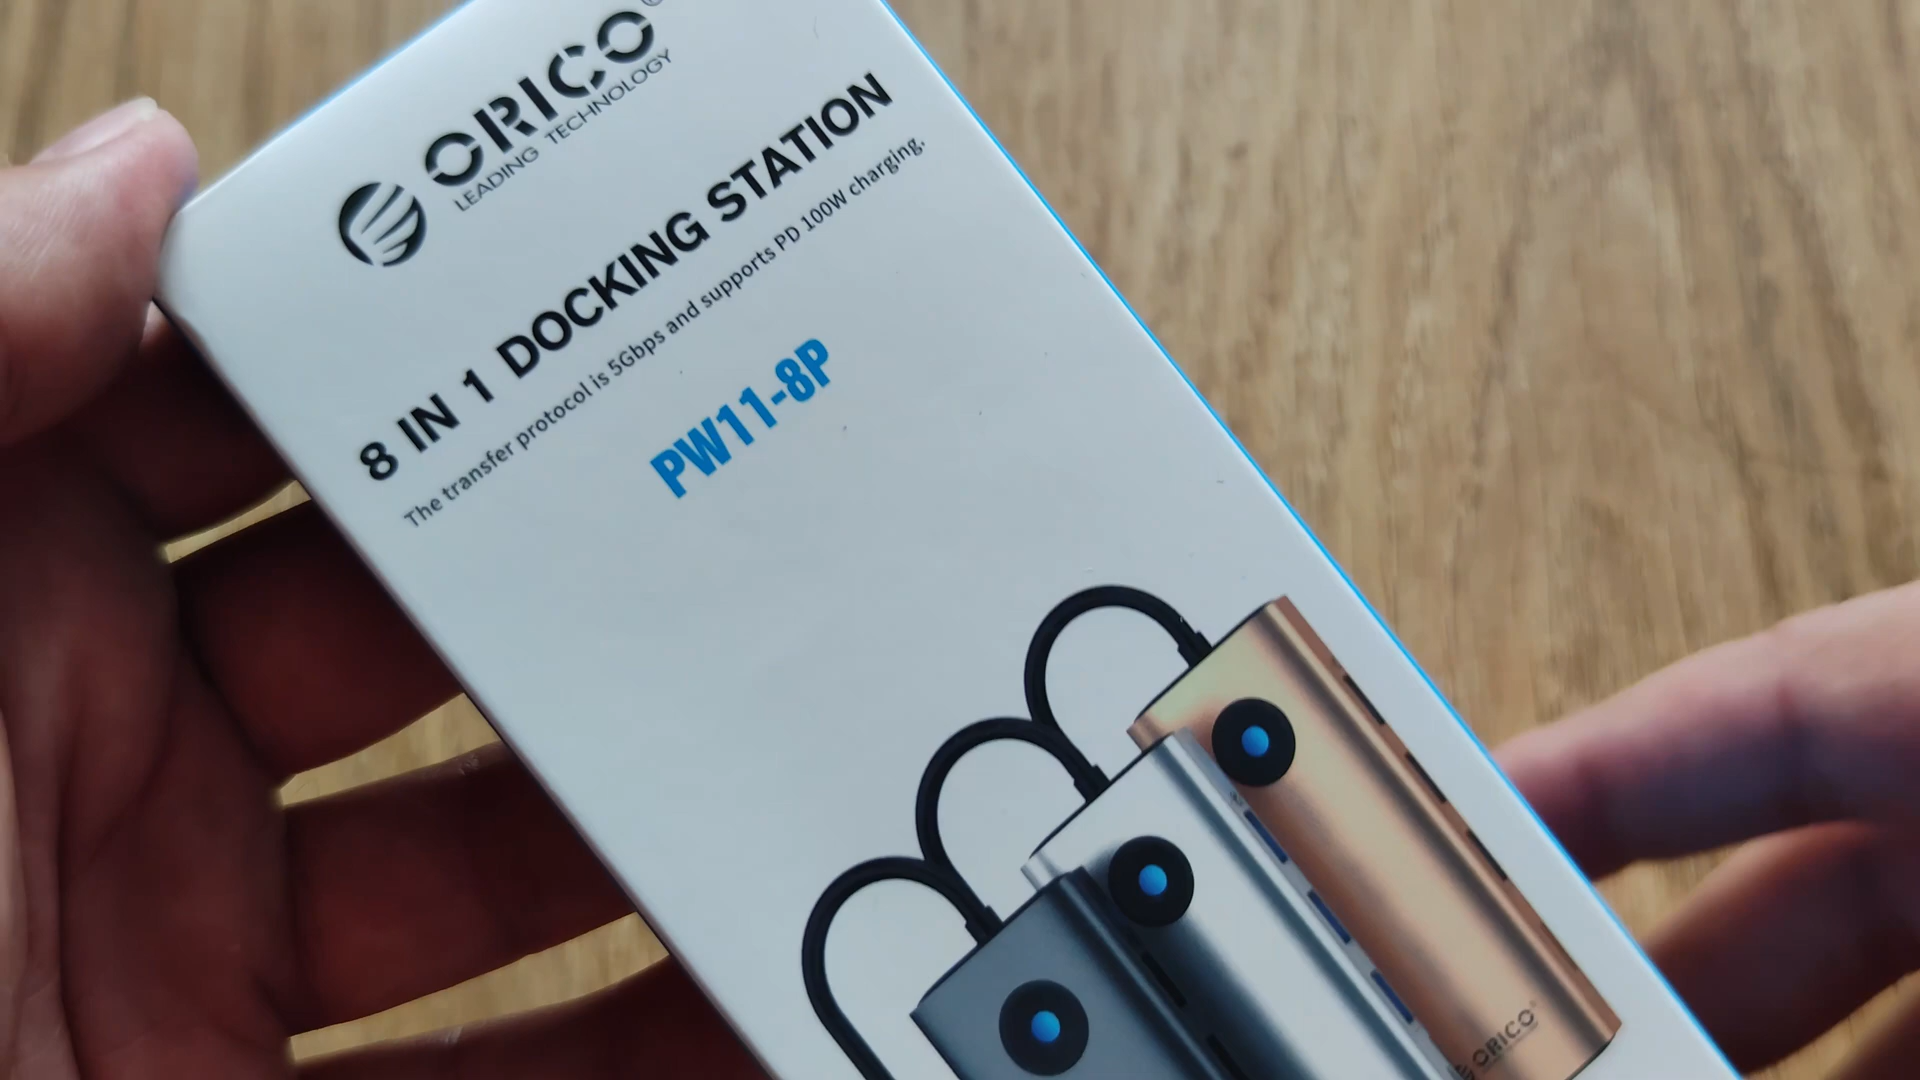 ORICO
LEADING TECHNOLOGY
8 IN 1 DOCKING STATION
The transfer protocol is 5Gbps and supports PD 100W charging.
PW11-8P
ORICO